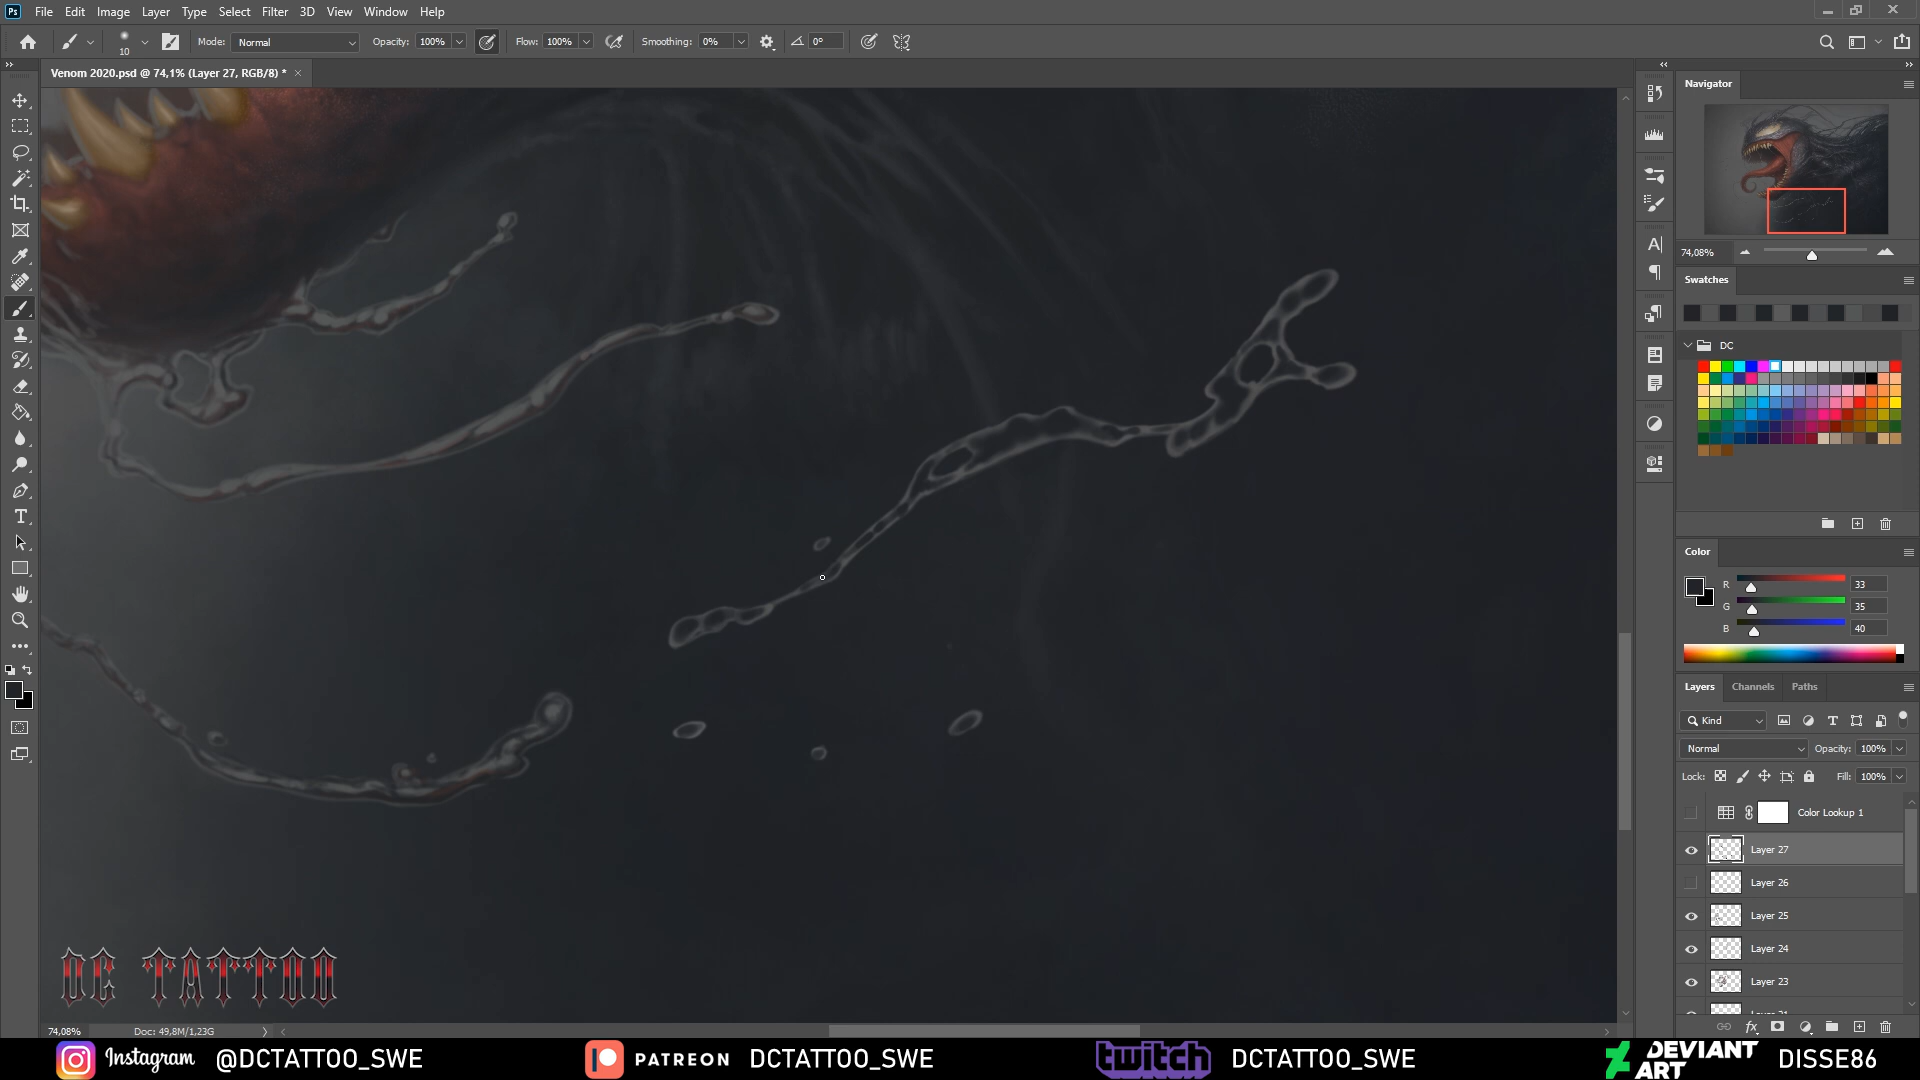 Ps File Edit Image Layer Type Select Filter 3D View Window Help
10 Mode: Normal Opacity: 100% Flow: 100% Smoothing: 0% 0°
Venom 2020.psd @ 74,1% (Layer 27, RGB/8) * ×
Navigator
74,08%
Swatches
DC
Color
R 33
G 35
B 40
Layers Channels Paths
Kind
Normal Opacity: 100%
Lock: Fill: 100%
Color Lookup 1
Layer 27
Layer 26
Layer 25
Layer 24
Layer 23
DC TATTOO
74,08% Doc: 49,8M/1,23G
Instagram @DCTATTOO_SWE PATREON DCTATTOO_SWE twitch DCTATTOO_SWE DEVIANT ART DISSE86